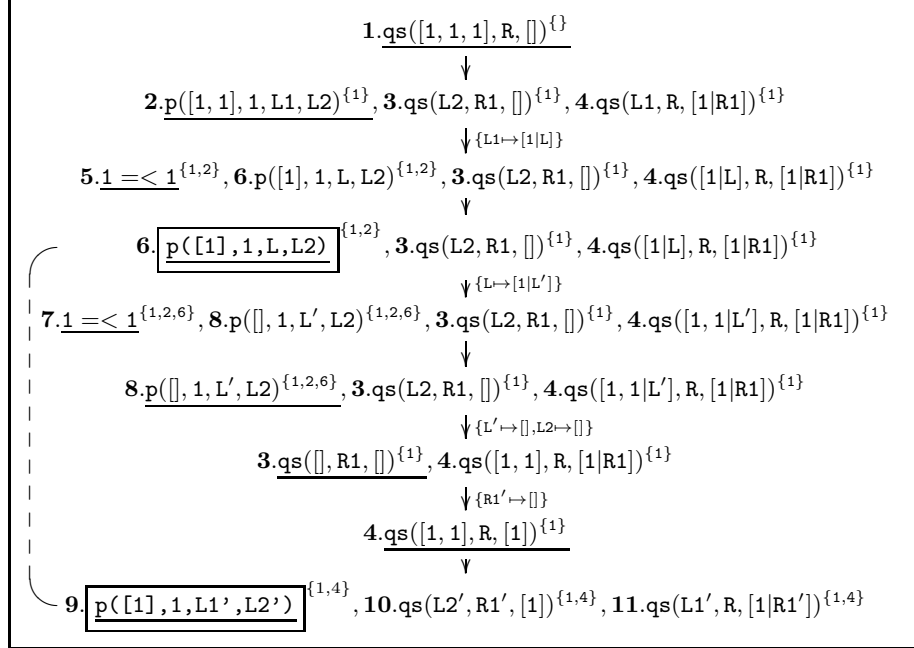 1.qs([1, 1, 1], R, [])^{}
2.p([1, 1], 1, L1, L2)^{1}, 3.qs(L2, R1, [])^{1}, 4.qs(L1, R, [1|R1])^{1}
{L1↦[1|L]}
5.1 =< 1^{1,2}, 6.p([1], 1, L, L2)^{1,2}, 3.qs(L2, R1, [])^{1}, 4.qs([1|L], R, [1|R1])^{1}
6. p([1],1,L,L2)^{1,2}, 3.qs(L2, R1, [])^{1}, 4.qs([1|L], R, [1|R1])^{1}
{L↦[1|L′]}
7.1 =< 1^{1,2,6}, 8.p([], 1, L′, L2)^{1,2,6}, 3.qs(L2, R1, [])^{1}, 4.qs([1, 1|L′], R, [1|R1])^{1}
8.p([], 1, L′, L2)^{1,2,6}, 3.qs(L2, R1, [])^{1}, 4.qs([1, 1|L′], R, [1|R1])^{1}
{L′↦[],L2↦[]}
3.qs([], R1, [])^{1}, 4.qs([1, 1], R, [1|R1])^{1}
{R1′↦[]}
4.qs([1, 1], R, [1])^{1}
9. p([1],1,L1',L2')^{1,4}, 10.qs(L2′, R1′, [1])^{1,4}, 11.qs(L1′, R, [1|R1′])^{1,4}